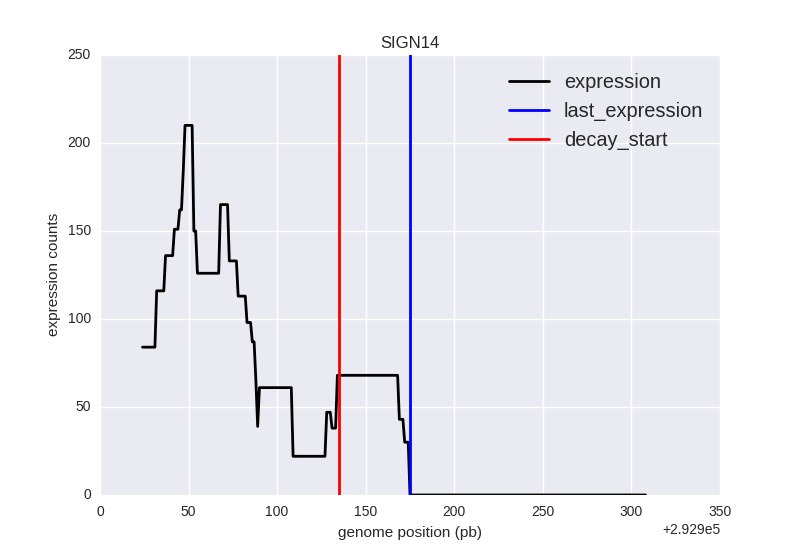 SIGN14
250
200
150
100
50
0
expression counts
expression
last_expression
decay_start
0 50 100 150 200 250 300 350
genome position (pb)
+2.929e5